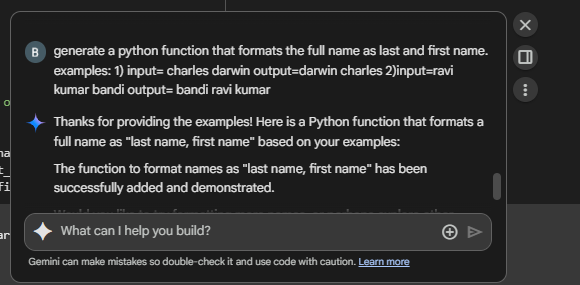 B
generate a python function that formats the full name as last and first name.
examples: 1) input= charles darwin output=darwin charles 2)input=ravi
kumar bandi output= bandi ravi kumar
o
Thanks for providing the examples! Here is a Python function that formats a
full name as "last name, first name" based on your examples:
na
t_
The function to format names as "last name, first name" has been
fi
successfully added and demonstrated.
ar
What can I help you build?
Gemini can make mistakes so double-check it and use code with caution. Learn more